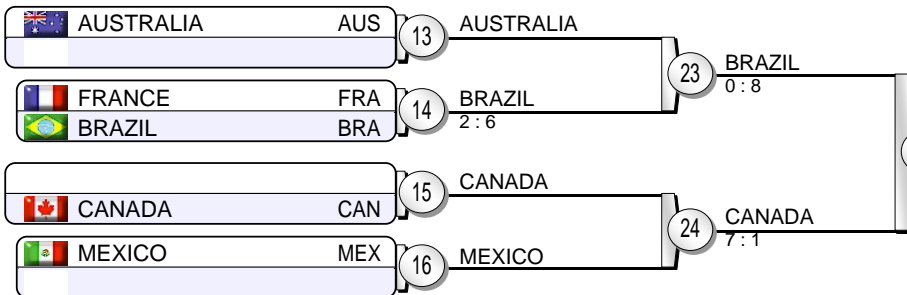 AUSTRALIA AUS
13
AUSTRALIA
23
BRAZIL
0 : 8
FRANCE FRA
BRAZIL BRA
14
BRAZIL
2 : 6
CANADA CAN
15
CANADA
24
CANADA
7 : 1
MEXICO MEX
16
MEXICO